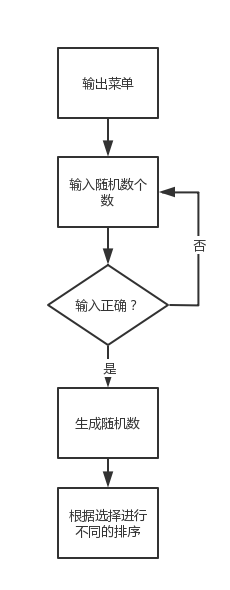 输出菜单
输入随机数个
数
输入正确？
否
是
生成随机数
根据选择进行
不同的排序